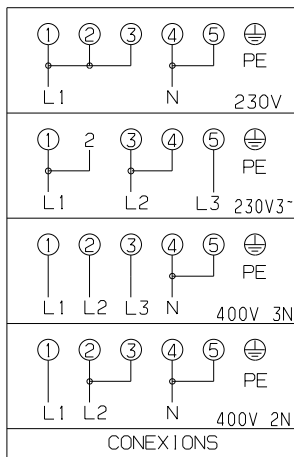 1 2 3 4 5
PE
L1 N 230V
1 2 3 4 5
PE
L1 L2 L3 230V3~
1 2 3 4 5
PE
L1 L2 L3 N 400V 3N
1 2 3 4 5
PE
L1 L2 N 400V 2N
CONEXIONS